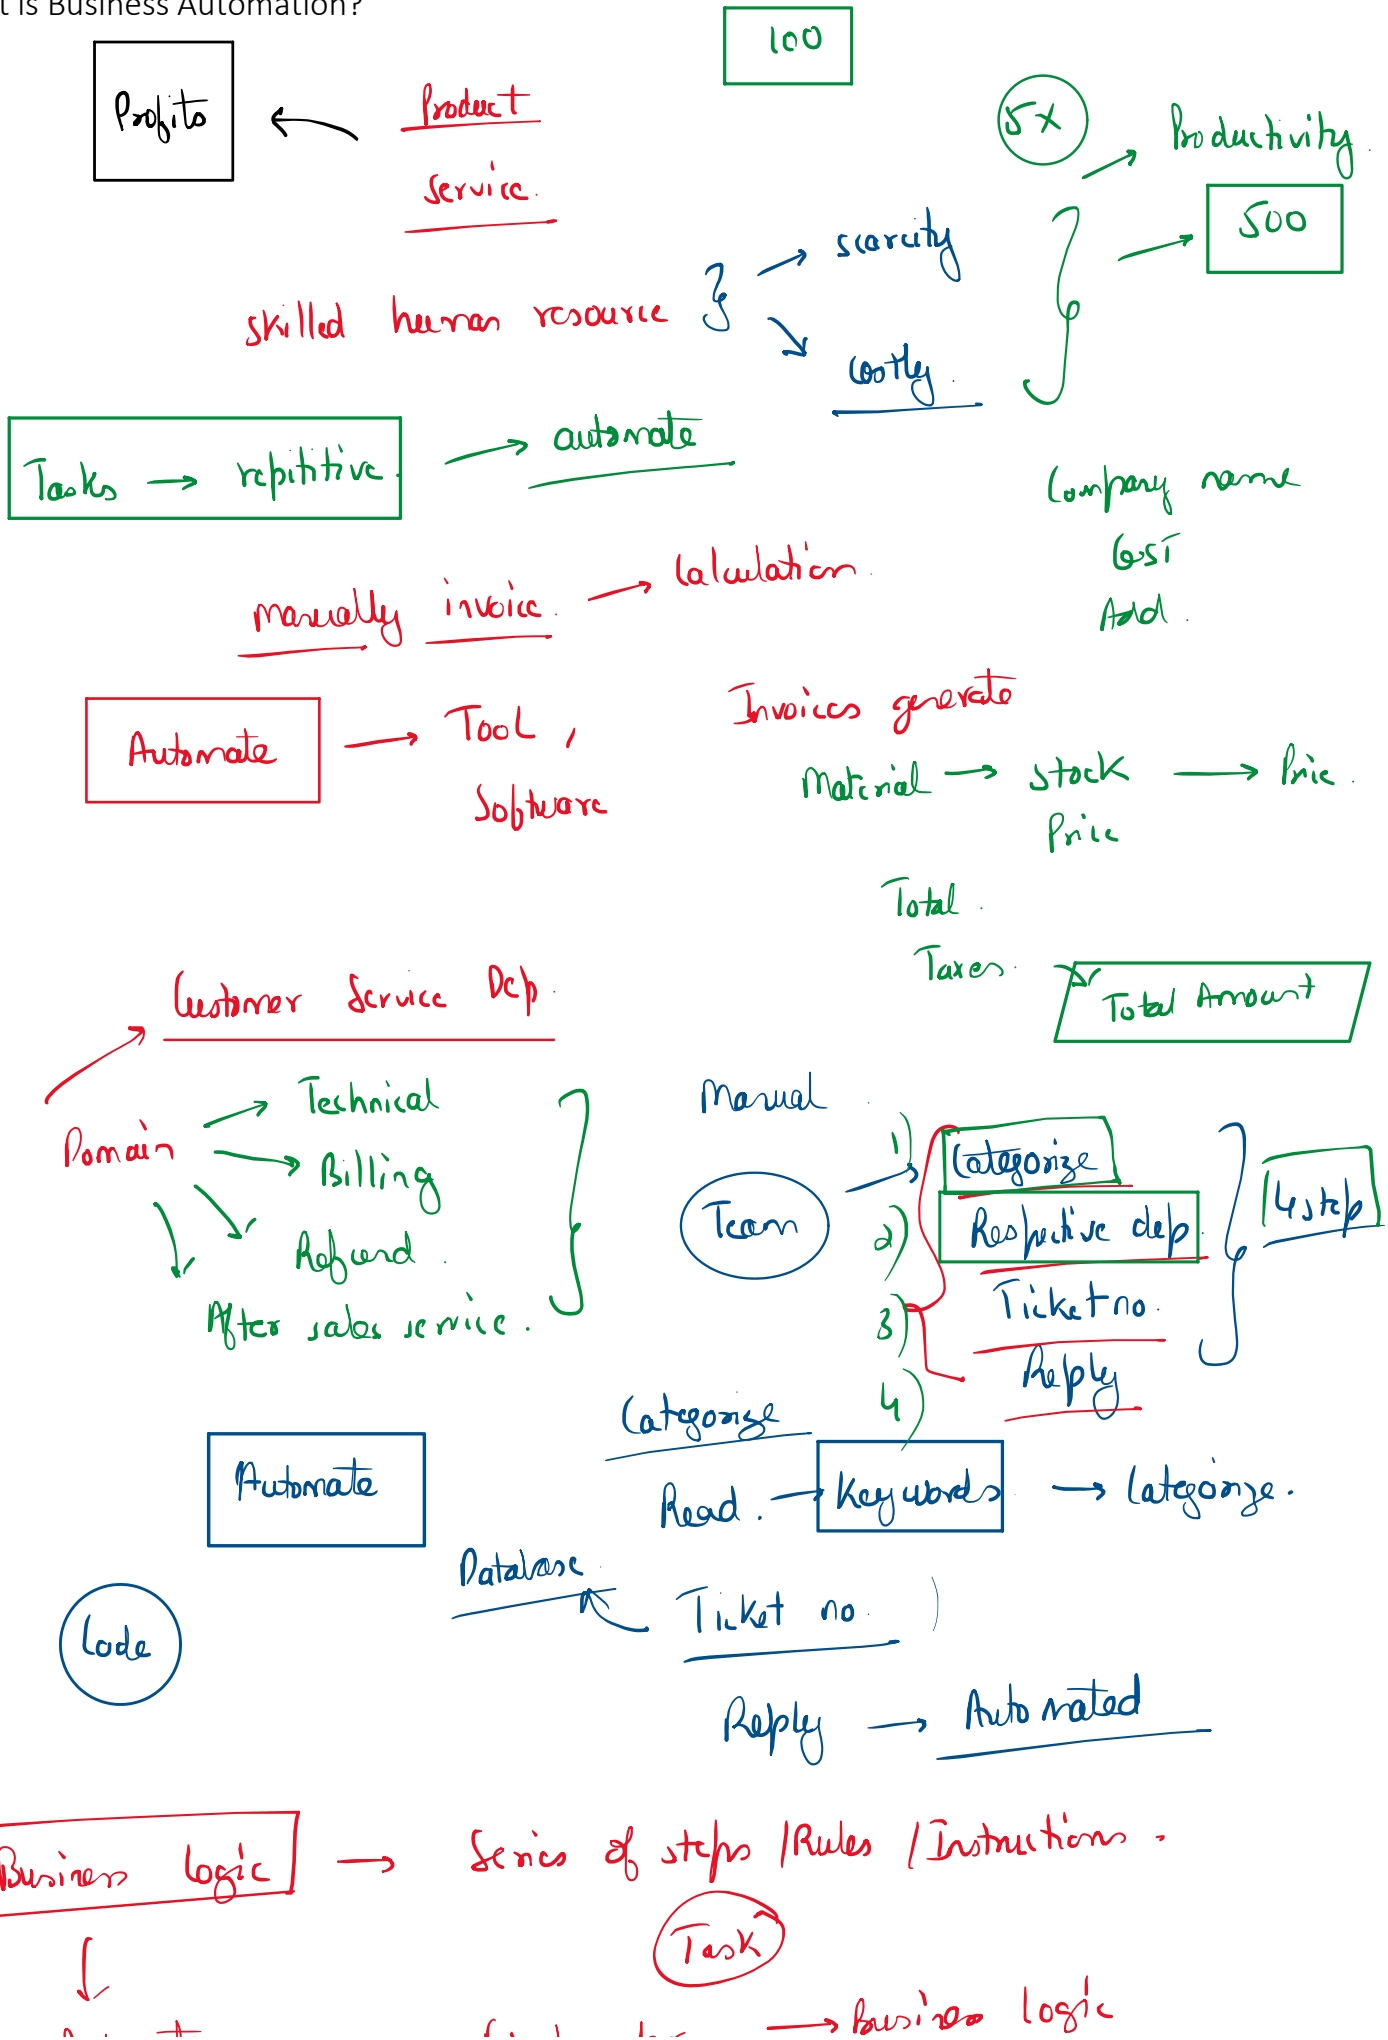 t is Business Automation?
100
Profits
Product
Service.
5x
Productivity
500
skilled human resource
scarcity
costly.
Tasks → repititive.
automate
Company name
GST
Add.
manually invoice.
Calculation.
Automate
Tool,
Software
Invoices generate
Material → stock → Price.
Price
Total.
Taxes.
Total Amount
Customer Service Dep.
Domain
Technical
Billing
Refund.
After sales service.
Manual
Team
1) Categorize
2) Respective dep.
3) Ticket no.
4) Reply
4 step
Categorize
Automate
Read. → Keywords → Categorize.
Database
Ticket no. )
Code
Reply → Automated
Business logic → Series of steps / Rules / Instructions.
Task
→ Business logic